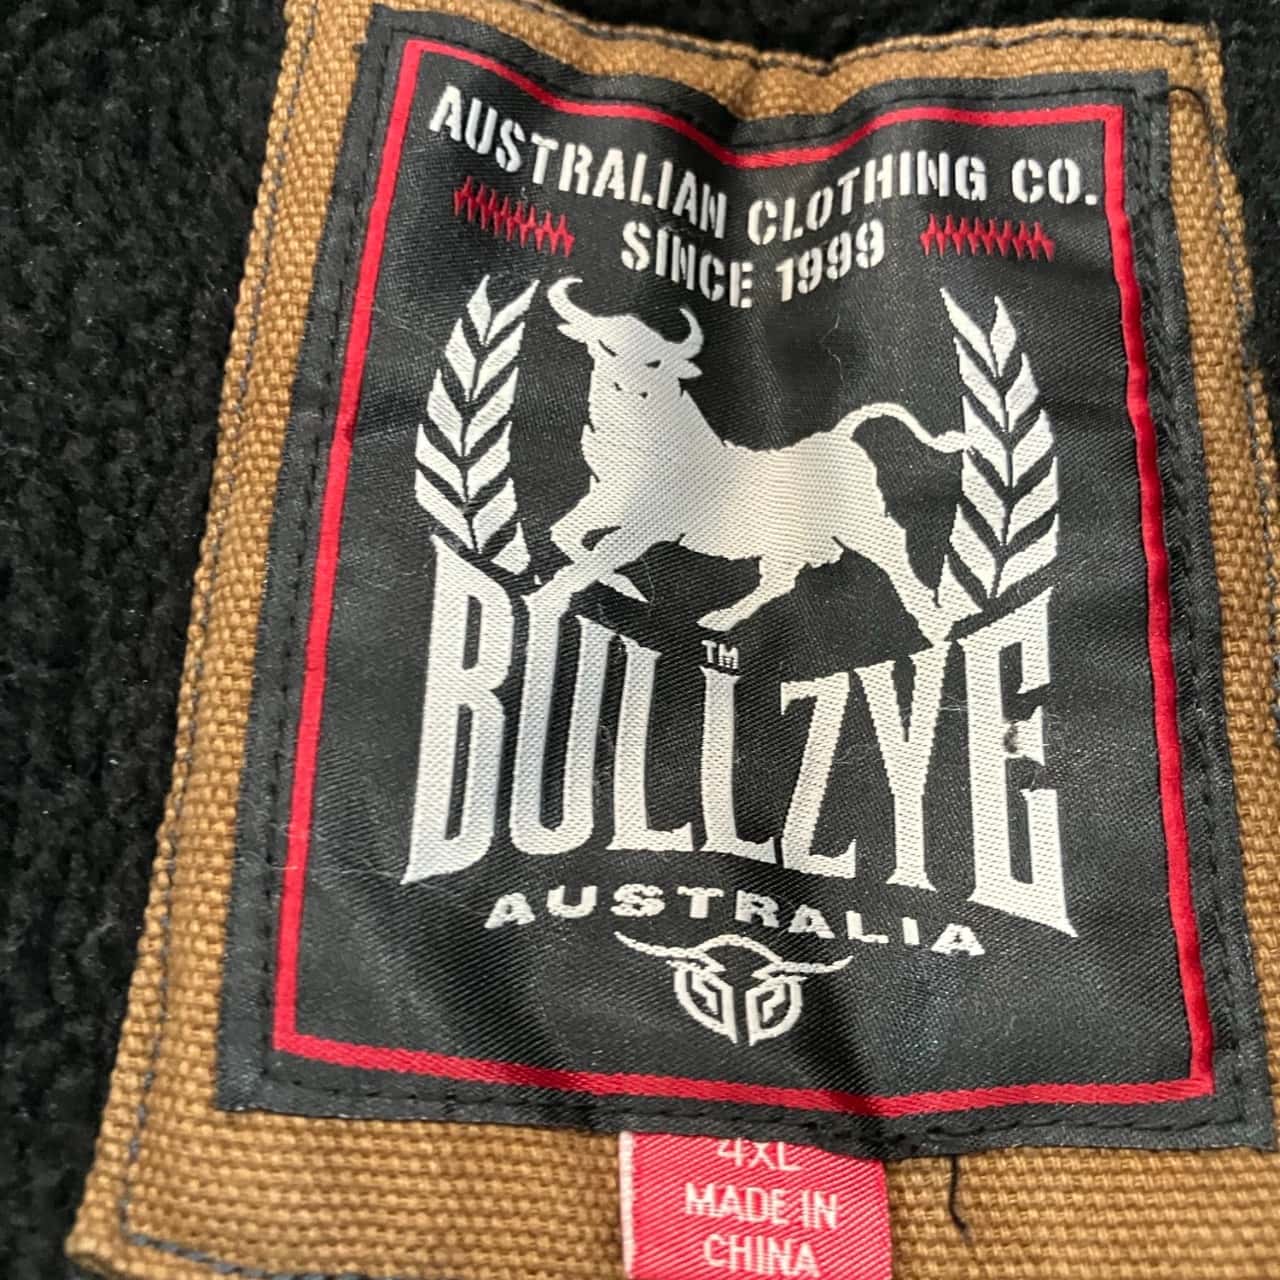 AUSTRALIAN CLOTHING CO.
SINCE 1999
TM
BULLZYE
AUSTRALIA
4XL
MADE IN
CHINA